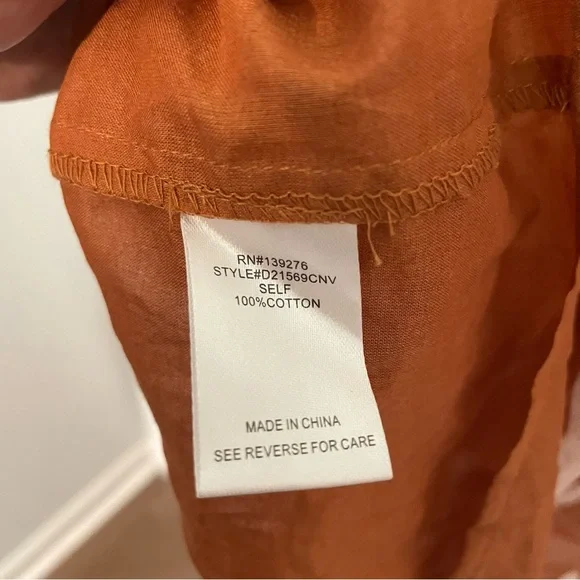 RN#139276
STYLE#D21569CNV
SELF
100%COTTON
MADE IN CHINA
SEE REVERSE FOR CARE